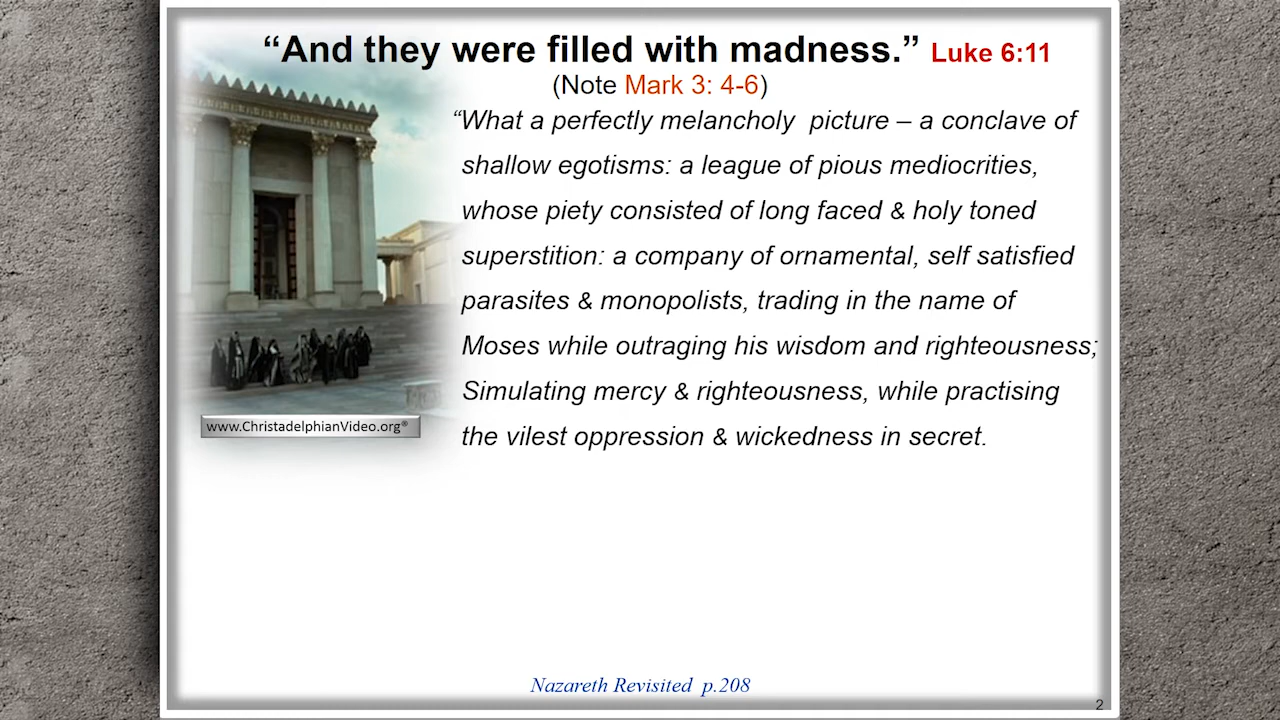 “And they were filled with madness.” Luke 6:11
(Note Mark 3: 4-6)
“What a perfectly melancholy picture – a conclave of
shallow egotisms: a league of pious mediocrities,
whose piety consisted of long faced & holy toned
superstition: a company of ornamental, self satisfied
parasites & monopolists, trading in the name of
Moses while outraging his wisdom and righteousness;
Simulating mercy & righteousness, while practising
the vilest oppression & wickedness in secret.
www.ChristadelphianVideo.org®
Nazareth Revisited p.208
2